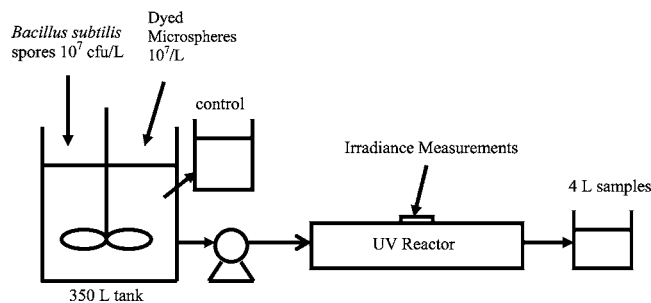 Bacillus subtilis
spores 10⁷ cfu/L
Dyed
Microspheres
10⁷/L
control
Irradiance Measurements
4 L samples
UV Reactor
350 L tank